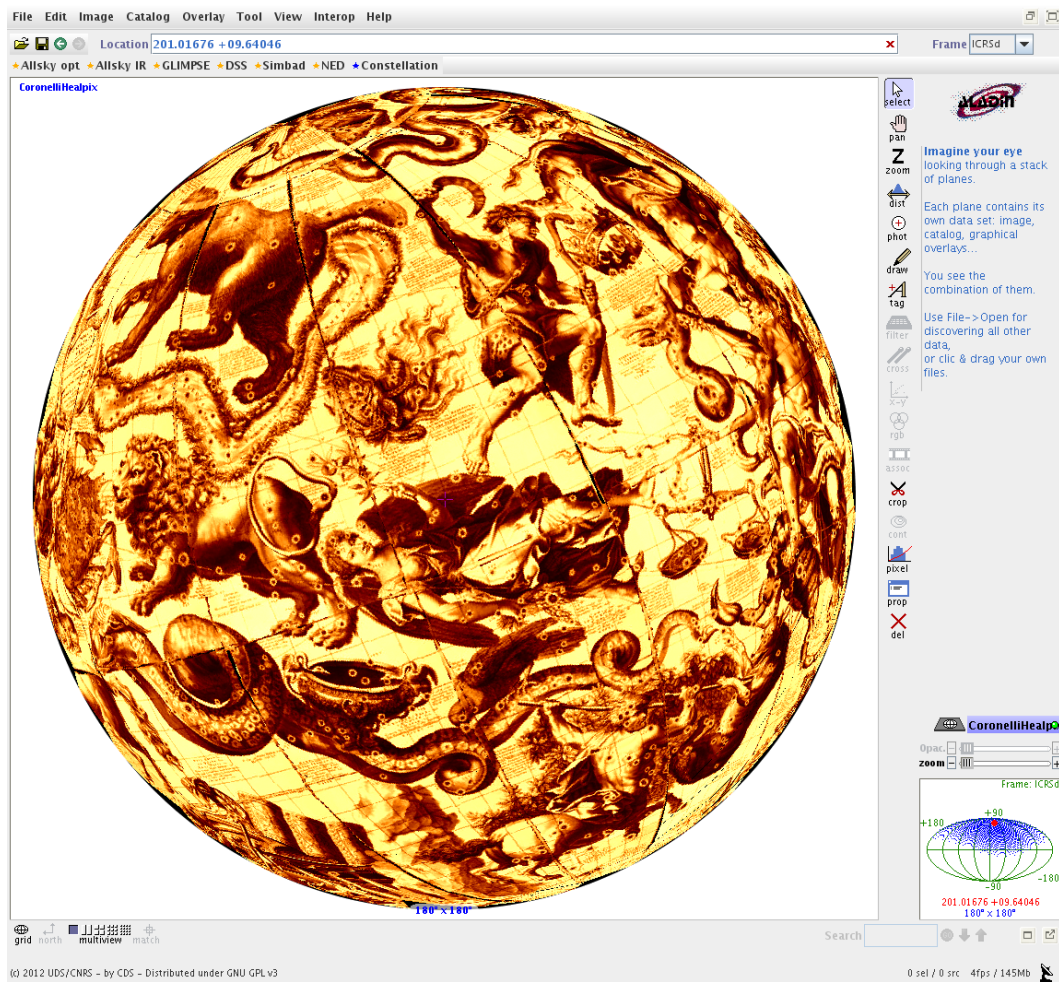 File Edit Image Catalog Overlay Tool View Interop Help
Location 201.01676 +09.64046 Frame ICRSd
Allsky opt Allsky IR GLIMPSE DSS Simbad NED Constellation
CoronelliHealpix
select
pan
Z
zoom
dist
phot
draw
tag
filter
cross
x-y
rgb
assoc
crop
cont
pixel
prop
del
ALADIN
Imagine your eye
looking through a stack
of planes.
Each plane contains its
own data set: image,
catalog, graphical
overlays...
You see the
combination of them.
Use File->Open for
discovering all other
data,
or clic & drag your own
files.
CoronelliHealp
Opac.
zoom
Frame: ICRSd
+90
+180
-180
-90
201.01676 +09.64046
180° x 180°
180° x 180°
grid north multiview match
Search
(c) 2012 UDS/CNRS - by CDS - Distributed under GNU GPL v3
0 sel / 0 src 4fps / 145Mb